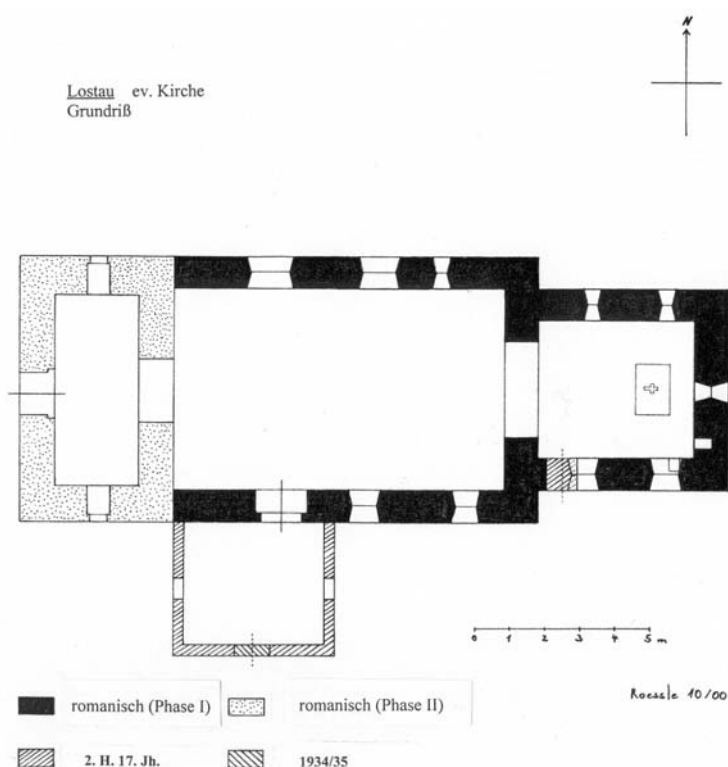 N
Lostau ev. Kirche
Grundriß
0 1 2 3 4 5 m
Roessle 10/00
romanisch (Phase I)
romanisch (Phase II)
2. H. 17. Jh.
1934/35